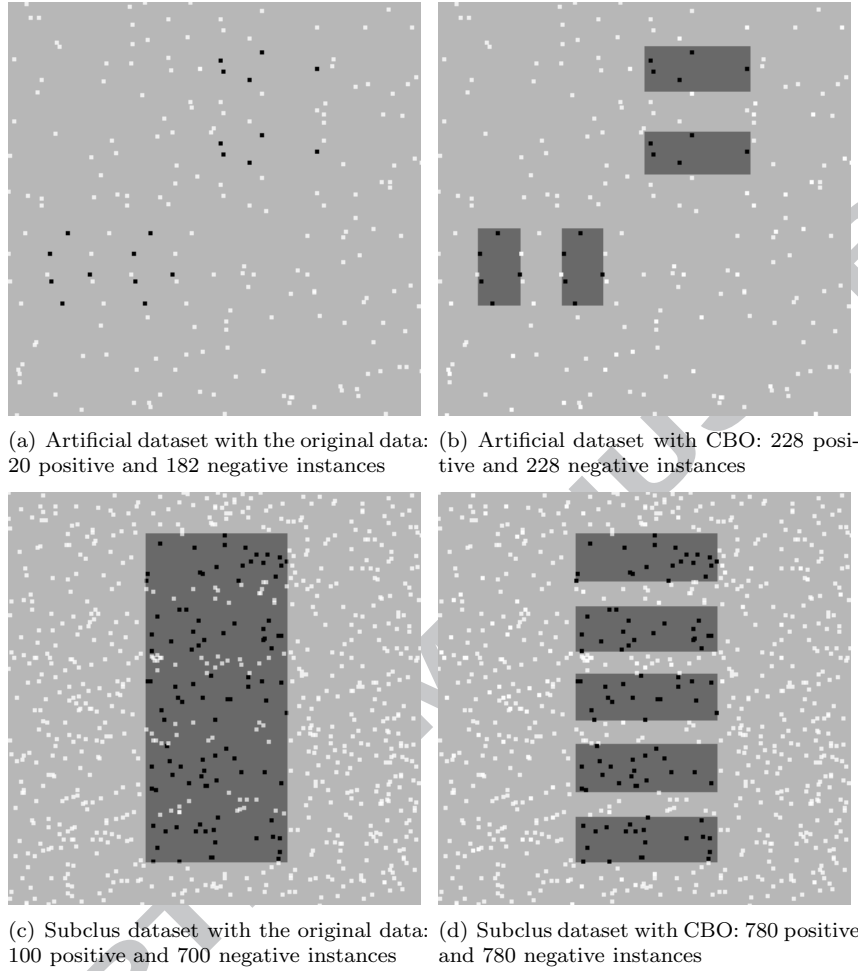 (a) Artificial dataset with the original data:
20 positive and 182 negative instances
(b) Artificial dataset with CBO: 228 posi-
tive and 228 negative instances
(c) Subclus dataset with the original data:
100 positive and 700 negative instances
(d) Subclus dataset with CBO: 780 positive
and 780 negative instances